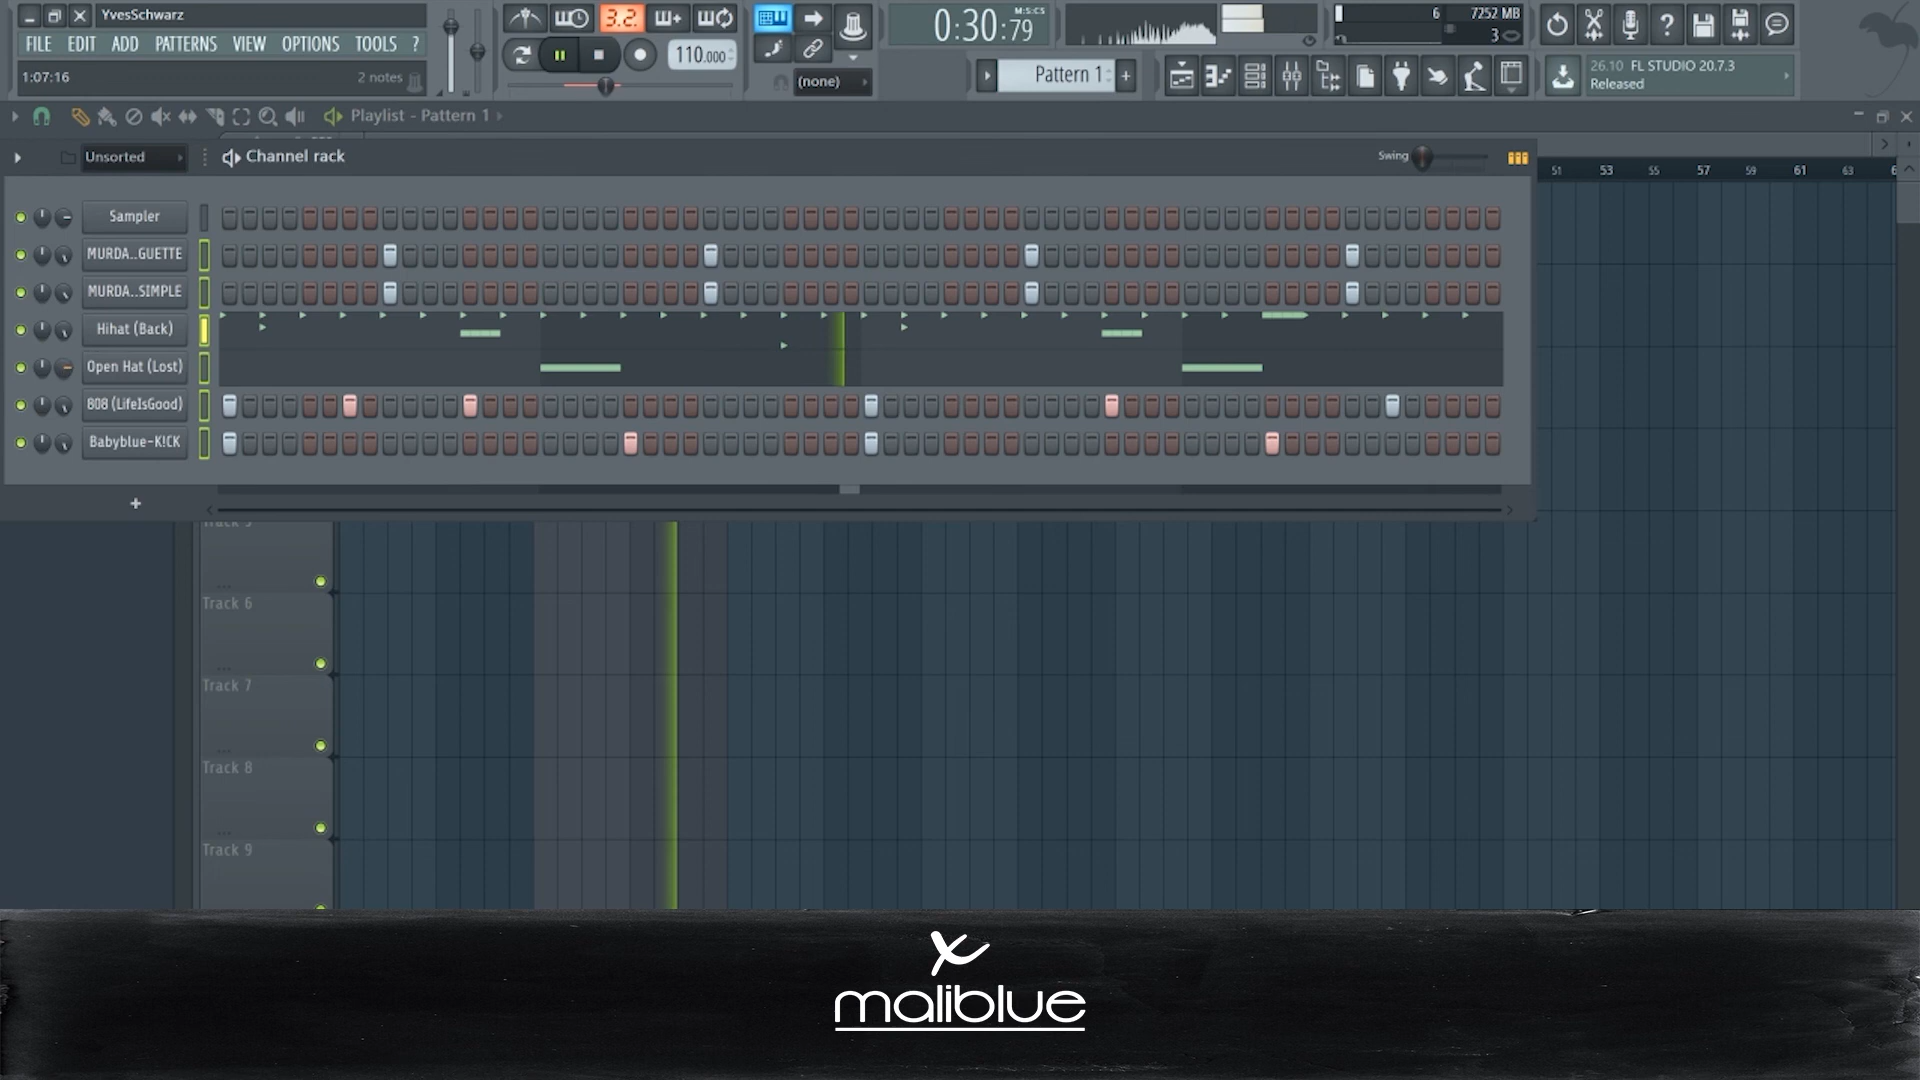 YvesSchwarz
FILE EDIT ADD PATTERNS VIEW OPTIONS TOOLS ?
1:07:16 2 notes
3.2.
110.000
(none)
0:30:79
M:S:CS
Pattern 1
+
6
7252 MB
3
26.10 FL STUDIO 20.7.3
Released
Playlist - Pattern 1
Unsorted
Channel rack
Swing
51 53 55 57 59 61 63
Sampler
MURDA..GUETTE
MURDA..SIMPLE
Hihat (Back)
Open Hat (Lost)
808 (LifeIsGood)
Babyblue-K!CK
+
Track 5
Track 6
Track 7
Track 8
Track 9
maliblue